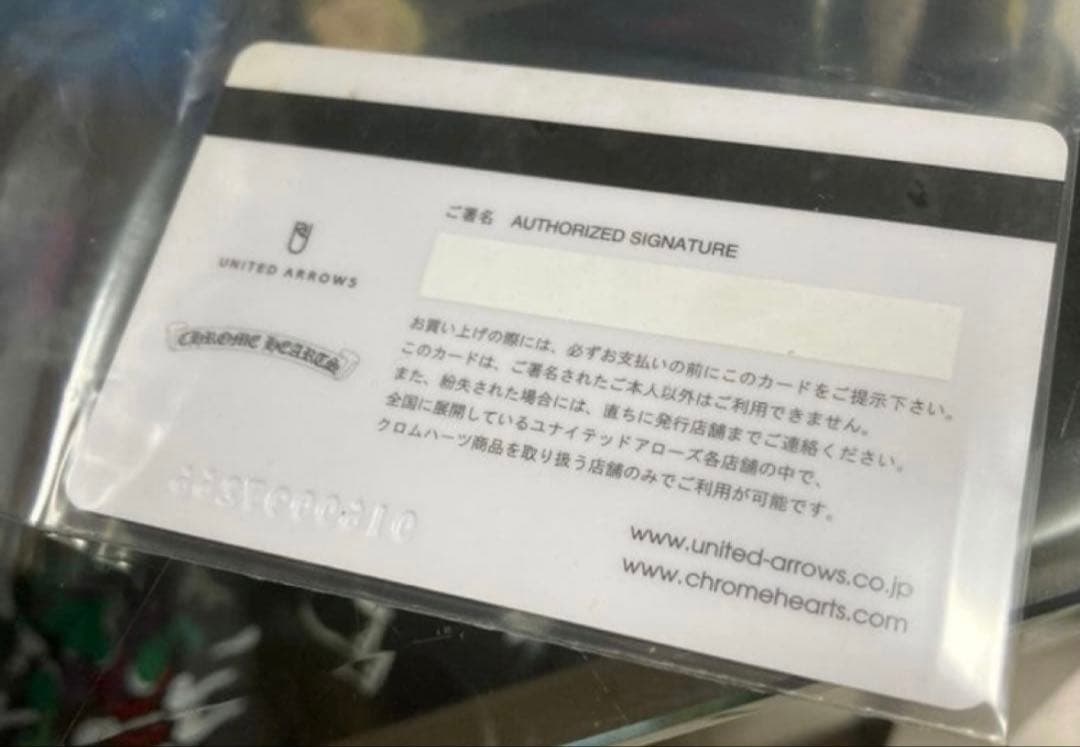 ご署名 AUTHORIZED SIGNATURE
UNITED ARROWS
CHROME HEARTS
お買い上げの際には、必ずお支払いの前にこのカードをご提示下さい。
このカードは、ご署名されたご本人以外はご利用できません。
また、紛失された場合には、直ちに発行店舗までご連絡ください。
全国に展開しているユナイテッドアローズ各店舗の中で、
クロムハーツ商品を取り扱う店舗のみでご利用が可能です。
www.united-arrows.co.jp
www.chromehearts.com